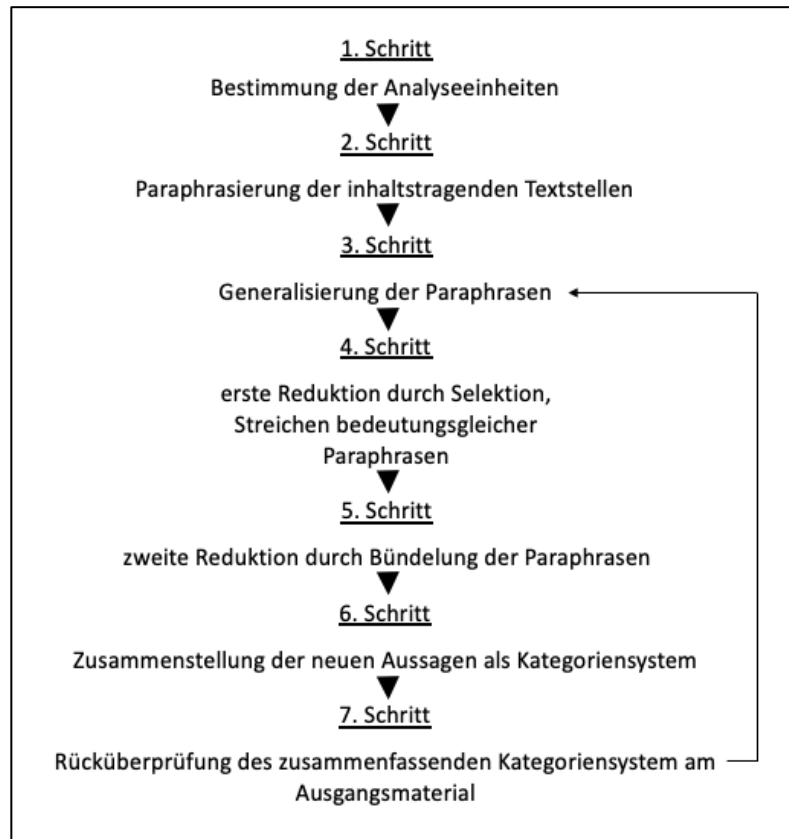 1. Schritt
Bestimmung der Analyseeinheiten
2. Schritt
Paraphrasierung der inhaltstragenden Textstellen
3. Schritt
Generalisierung der Paraphrasen
4. Schritt
erste Reduktion durch Selektion,
Streichen bedeutungsgleicher
Paraphrasen
5. Schritt
zweite Reduktion durch Bündelung der Paraphrasen
6. Schritt
Zusammenstellung der neuen Aussagen als Kategoriensystem
7. Schritt
Rücküberprüfung des zusammenfassenden Kategoriensystem am
Ausgangsmaterial